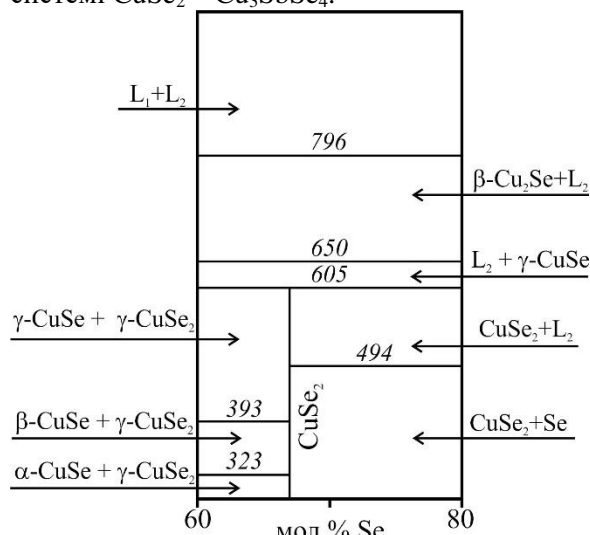 системі CuSe₂ – Cu₃SbSe₄.
L₁+L₂
796
β-Cu₂Se+L₂
650
L₂ + γ-CuSe
605
γ-CuSe + γ-CuSe₂
CuSe₂+L₂
494
CuSe₂
393
β-CuSe + γ-CuSe₂
CuSe₂+Se
323
α-CuSe + γ-CuSe₂
60
80
мол.% Se